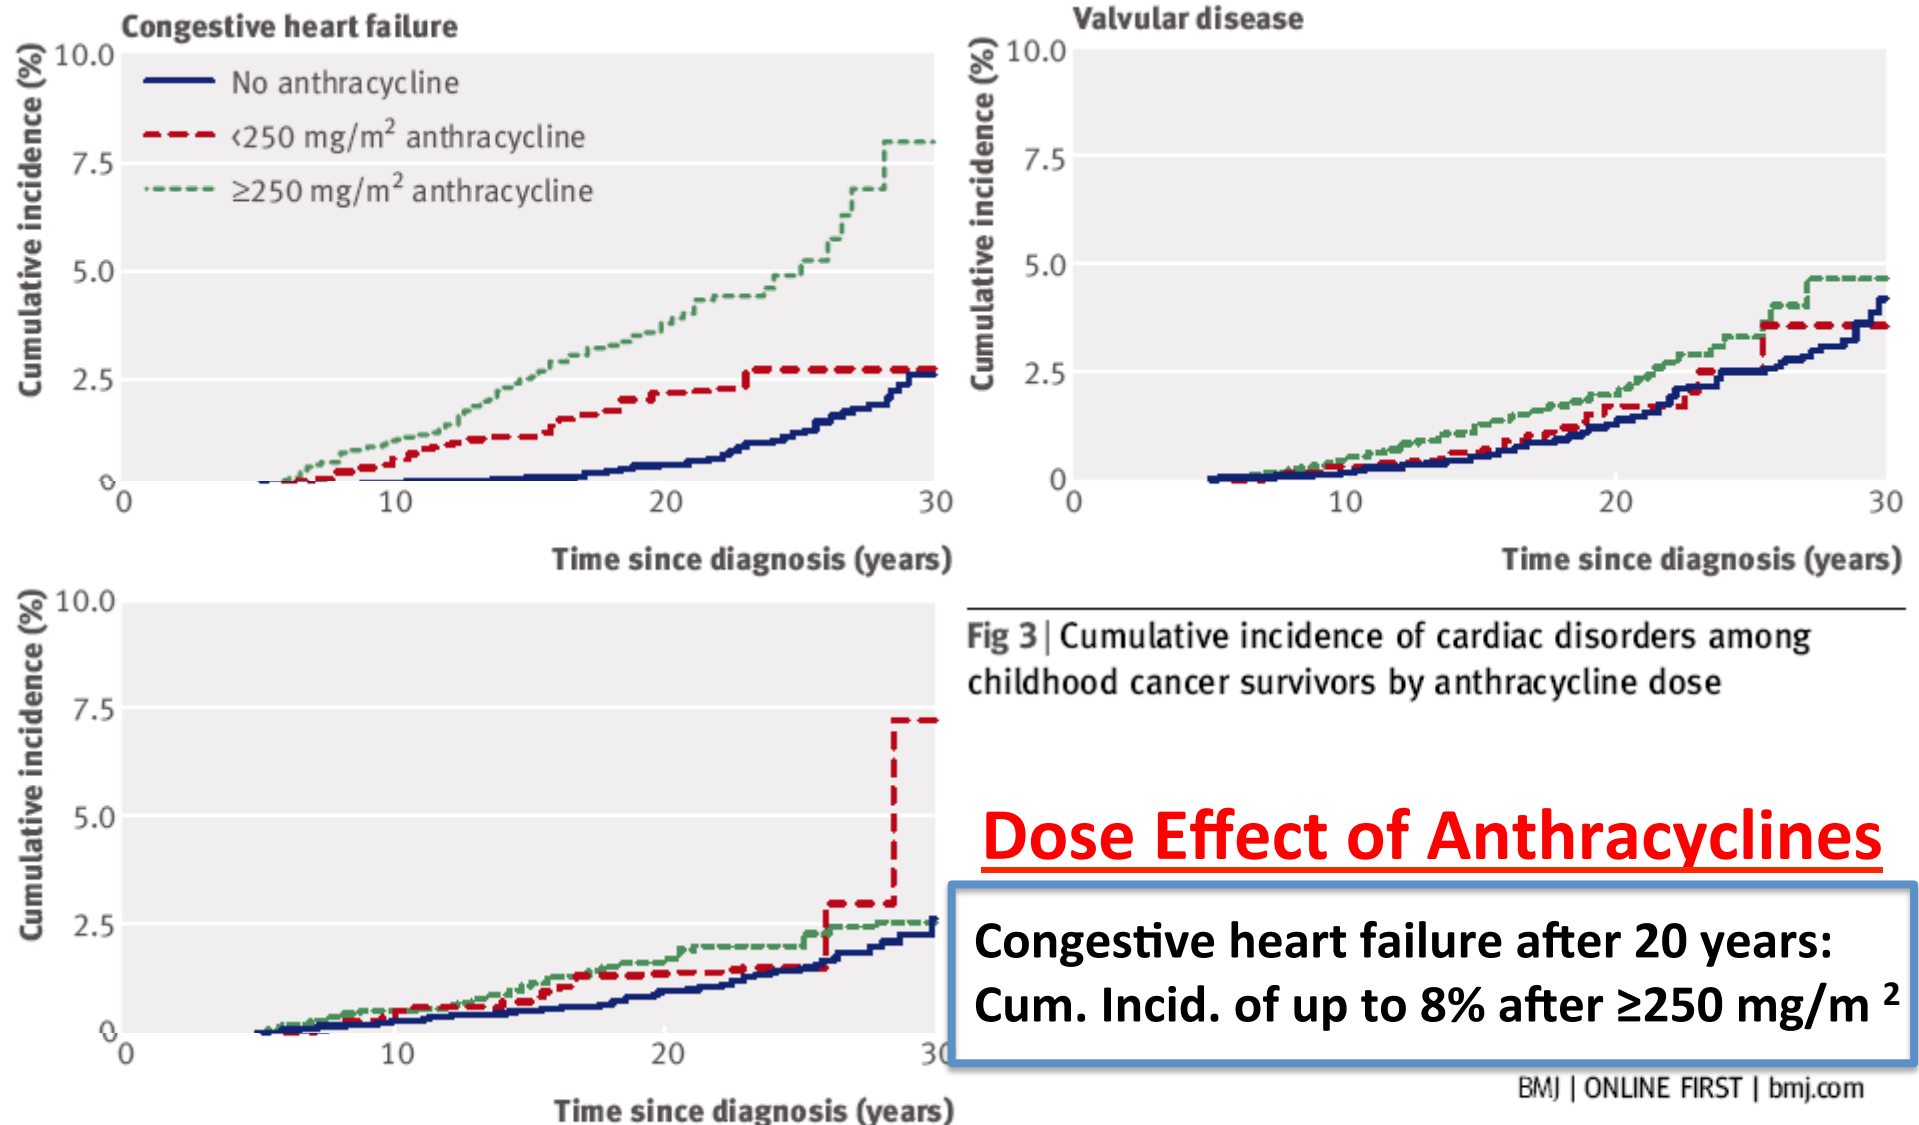 Congestive heart failure
Cumulative incidence (%)
10.0
7.5
5.0
2.5
0
No anthracycline
<250 mg/m² anthracycline
≥250 mg/m² anthracycline
0 10 20 30
Time since diagnosis (years)
Valvular disease
Cumulative incidence (%)
10.0
7.5
5.0
2.5
0
0 10 20 30
Time since diagnosis (years)
Cumulative incidence (%)
10.0
7.5
5.0
2.5
0
0 10 20 30
Time since diagnosis (years)
Fig 3 | Cumulative incidence of cardiac disorders among
childhood cancer survivors by anthracycline dose
Dose Effect of Anthracyclines
Congestive heart failure after 20 years:
Cum. Incid. of up to 8% after ≥250 mg/m ²
BMJ | ONLINE FIRST | bmj.com